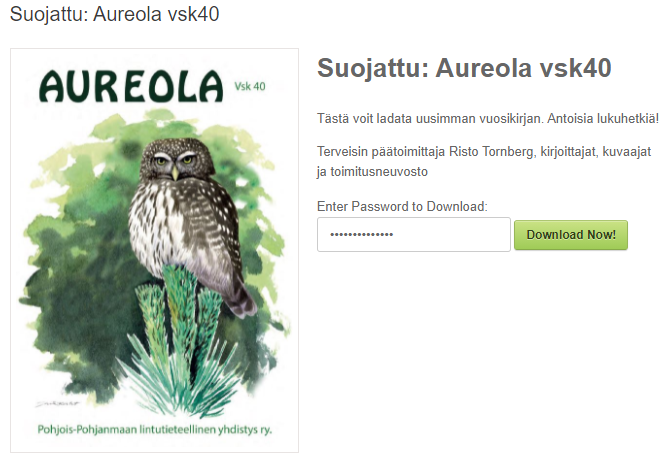 Suojattu: Aureola vsk40
AUREOLA Vsk 40
Pohjois-Pohjanmaan lintutieteellinen yhdistys ry.
Suojattu: Aureola vsk40
Tästä voit ladata uusimman vuosikirjan. Antoisia lukuhetkiä!
Terveisin päätoimittaja Risto Tornberg, kirjoittajat, kuvaajat
ja toimitusneuvosto
Enter Password to Download:
••••••••••••••
Download Now!